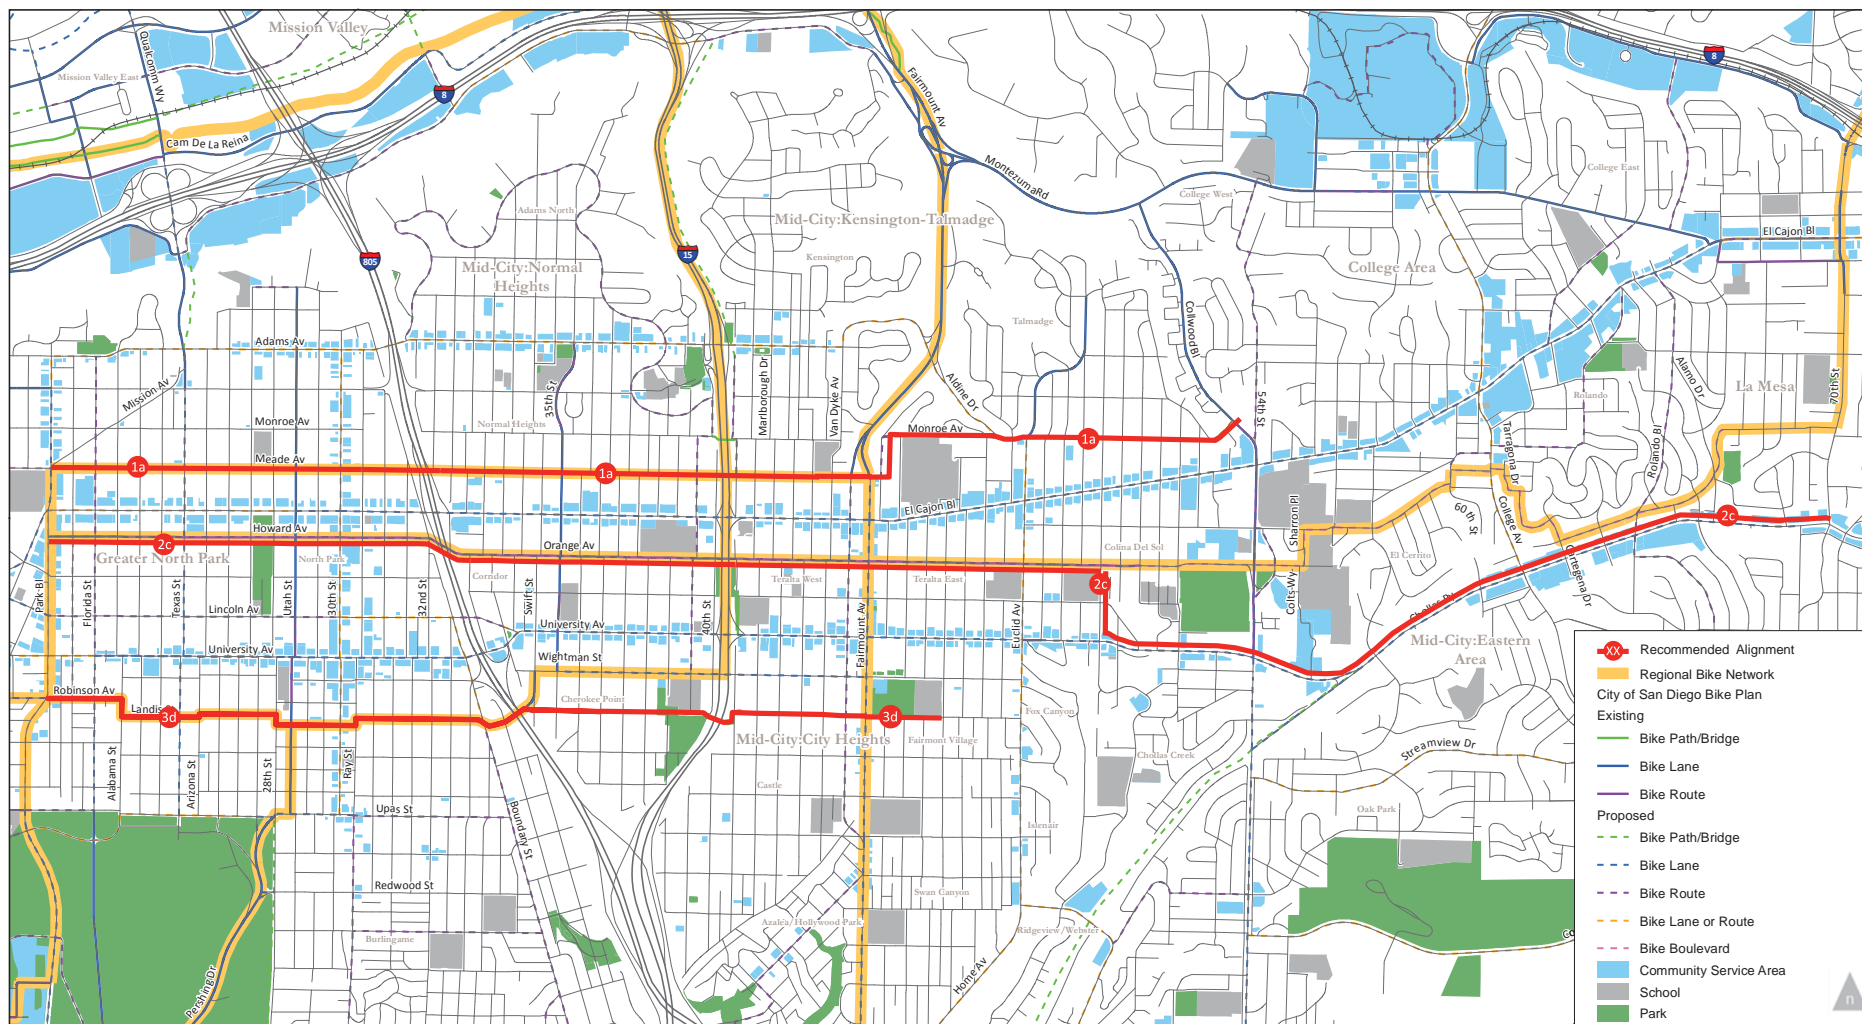 Mission Valley
Mission Valley East
Qualcomm Wy
8
Cam De La Reina
Fairmount Av
Montezuma Rd
8
College West
College East
Adams North
Mid-City:Kensington-Talmadge
El Cajon Bl
805
15
Kensington
Mid-City:Normal
Heights
College Area
Talmadge
Collwood Bl
Adams Av
Mission Av
35th St
Marlborough Dr
Van Dyke Av
Aldine Dr
54th St
Rolando
Alamo Dr
La Mesa
70th St
Monroe Av
Normal Heights
Monroe Av
1a
Meade Av
1a
1a
Tarragona Dr
Rolando Bl
El Cajon Bl
Sharron Pl
60th St
College Av
2c
Howard Av
2c
Orange Av
Greater North Park
North Park
Colina Del Sol
El Cerrito
Cartegena Dr
Corridor
Teralta West
Teralta East
2c
Park Bl
Florida St
Texas St
Utah St
30th St
32nd St
Swift St
40th St
Fairmount Av
Euclid Av
Colts Wy
Chollas Py
Lincoln Av
University Av
University Av
Wightman St
Mid-City:Eastern
Area
Robinson Av
Landis St
3d
Cherokee Point
3d
Fox Canyon
Mid-City:City Heights
Fairmont Village
Chollas Creek
Streamview Dr
Alabama St
Arizona St
28th St
Ray St
Castle
Upas St
Boundary St
Islenair
Oak Park
Redwood St
Swan Canyon
Azalea/Hollywood Park
Ridgeview/Webster
Burlingame
Pershing Dr
Home Av
Co
XX Recommended Alignment
Regional Bike Network
City of San Diego Bike Plan
Existing
Bike Path/Bridge
Bike Lane
Bike Route
Proposed
Bike Path/Bridge
Bike Lane
Bike Route
Bike Lane or Route
Bike Boulevard
Community Service Area
School
Park
n